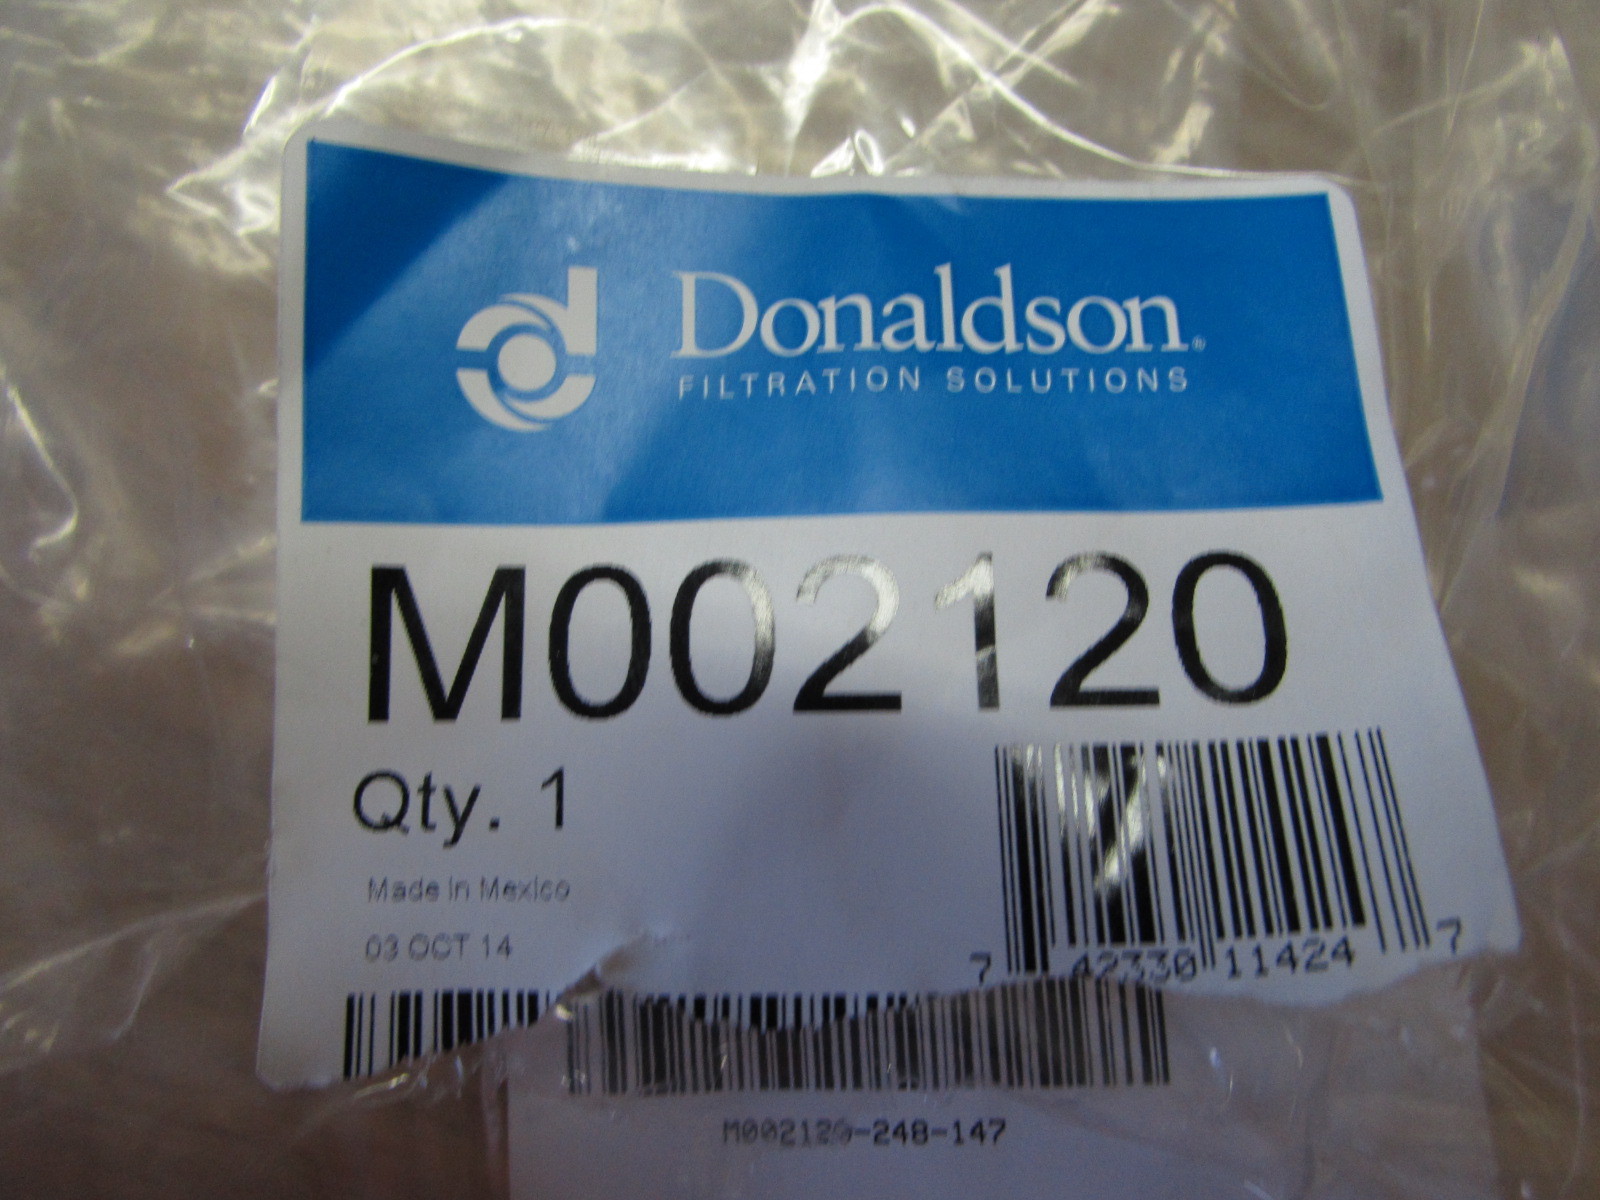 Donaldson®
FILTRATION SOLUTIONS
M002120
Qty. 1
Made in Mexico
03 OCT 14
7 42330 11424 7
M002120-248-147